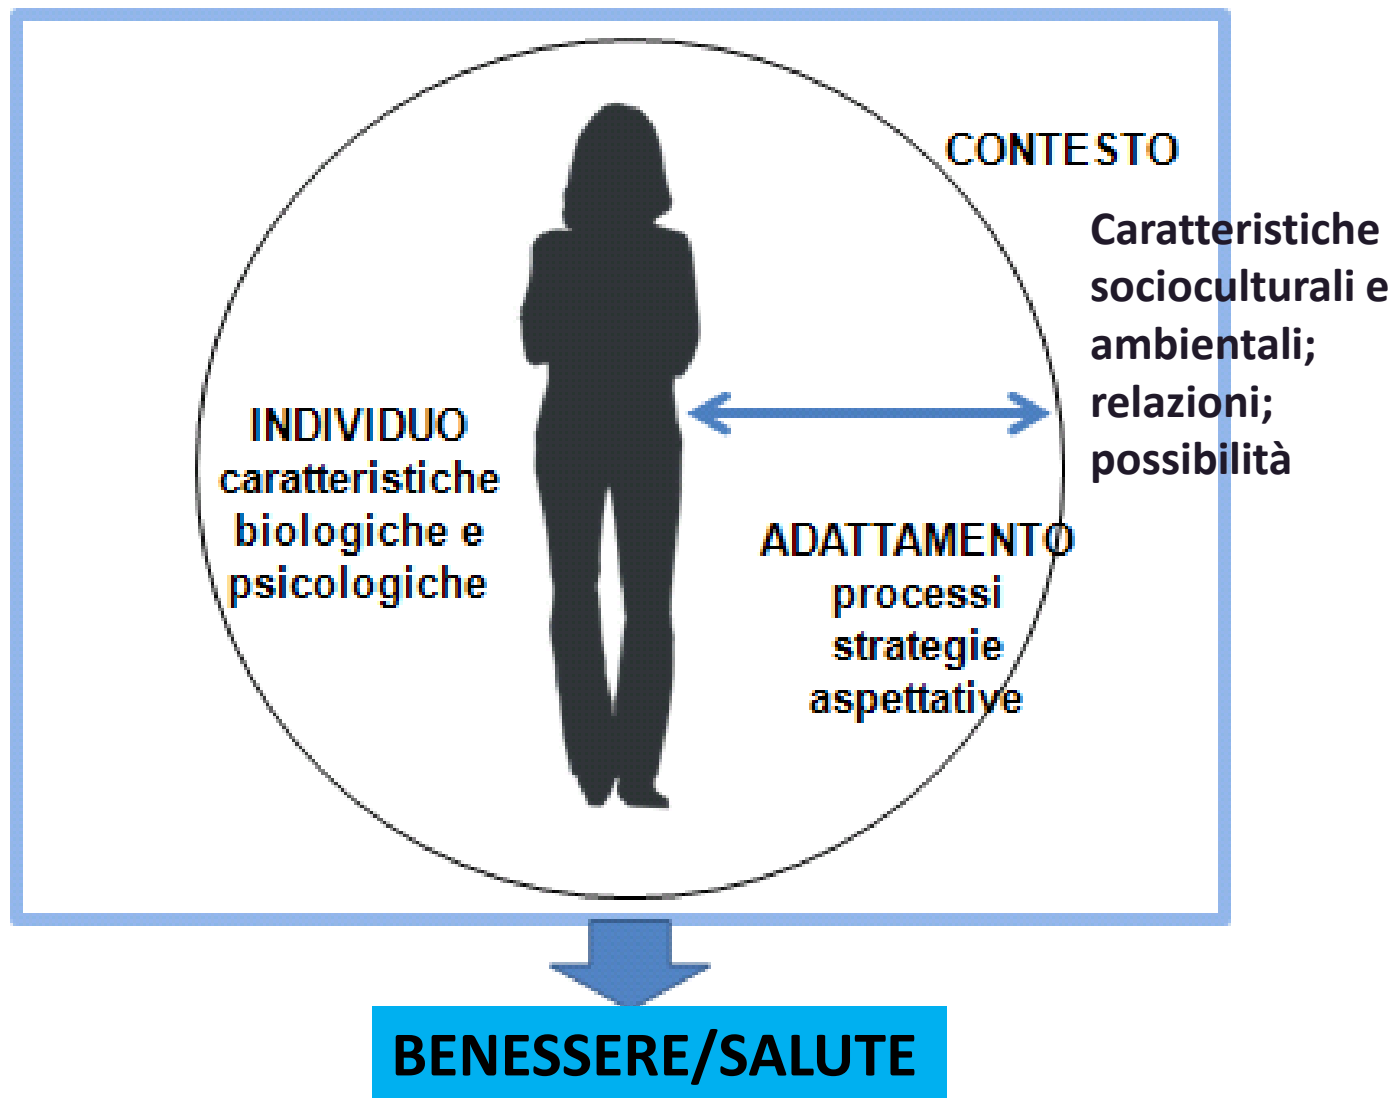 CONTESTO
Caratteristiche
socioculturali e
ambientali;
relazioni;
possibilità
INDIVIDUO
caratteristiche
biologiche e
psicologiche
ADATTAMENTO
processi
strategie
aspettative
BENESSERE/SALUTE